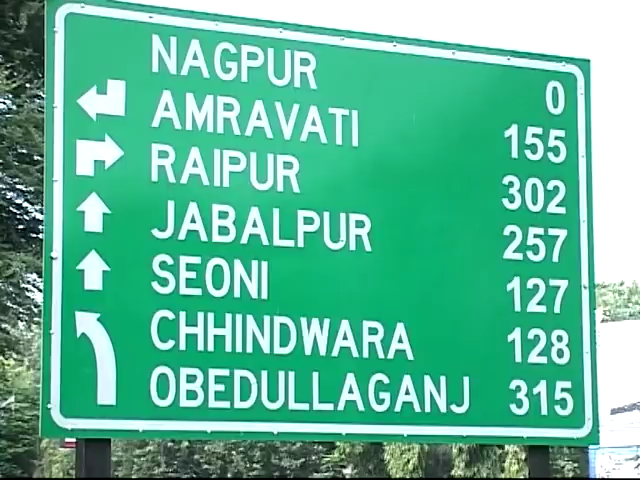 NAGPUR 0
AMRAVATI 155
RAIPUR 302
JABALPUR 257
SEONI 127
CHHINDWARA 128
OBEDULLAGANJ 315